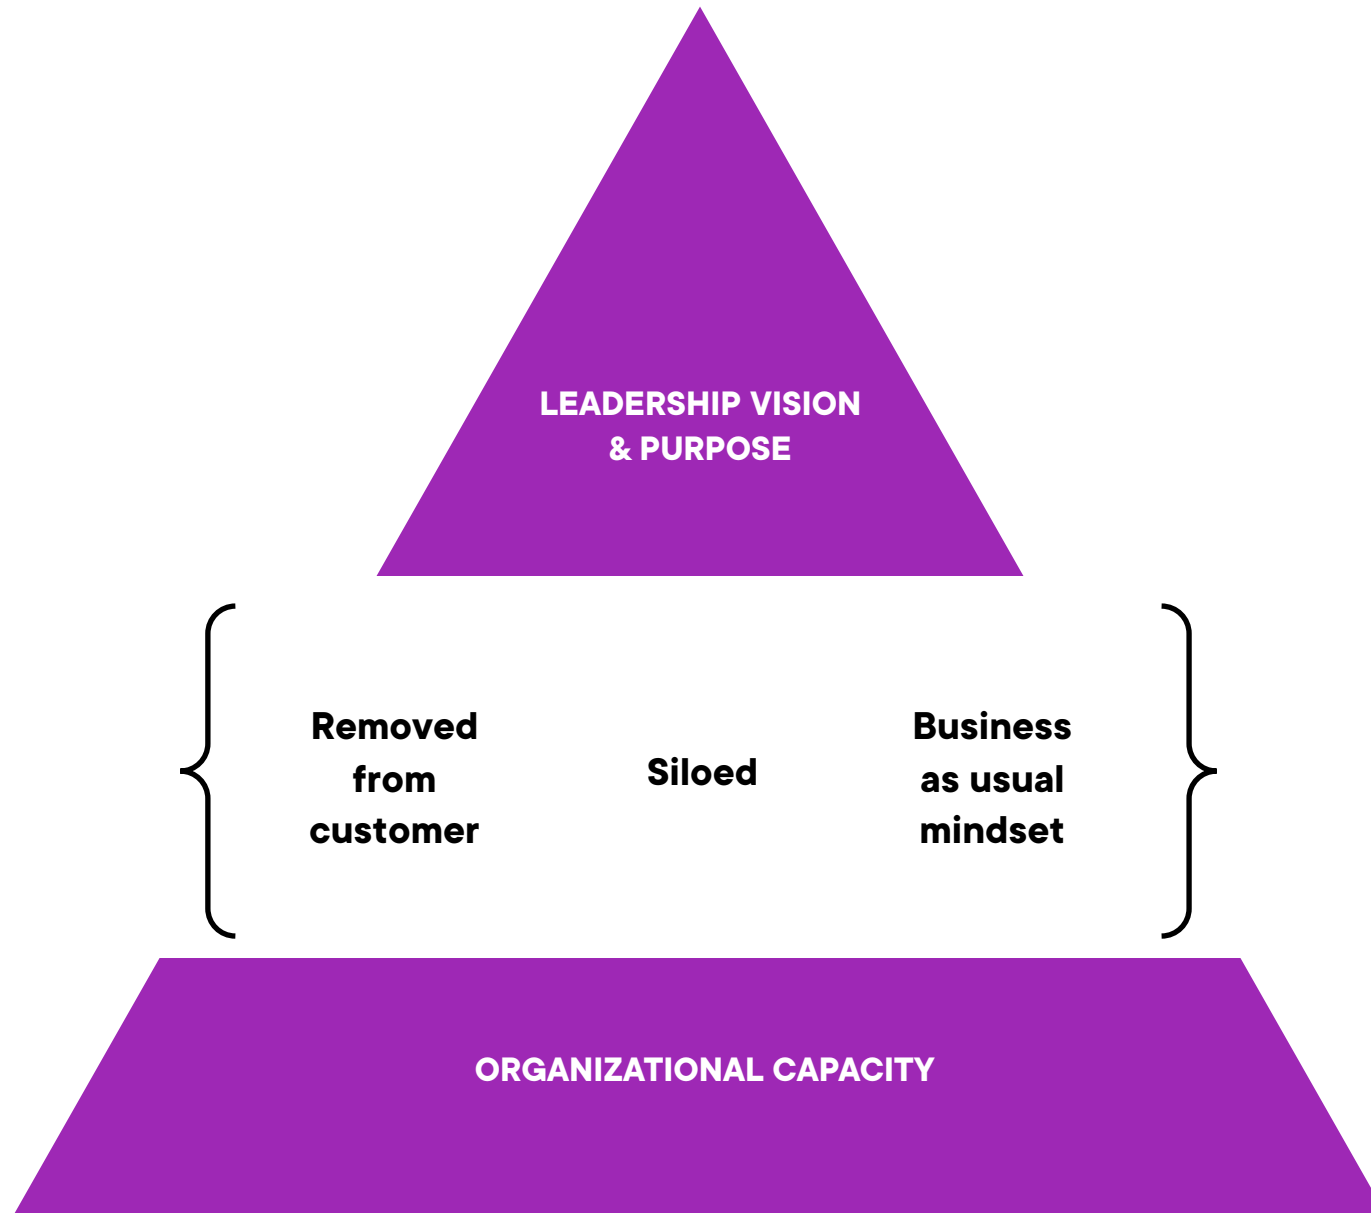 LEADERSHIP VISION
& PURPOSE
Removed
from
customer
Siloed
Business
as usual
mindset
ORGANIZATIONAL CAPACITY